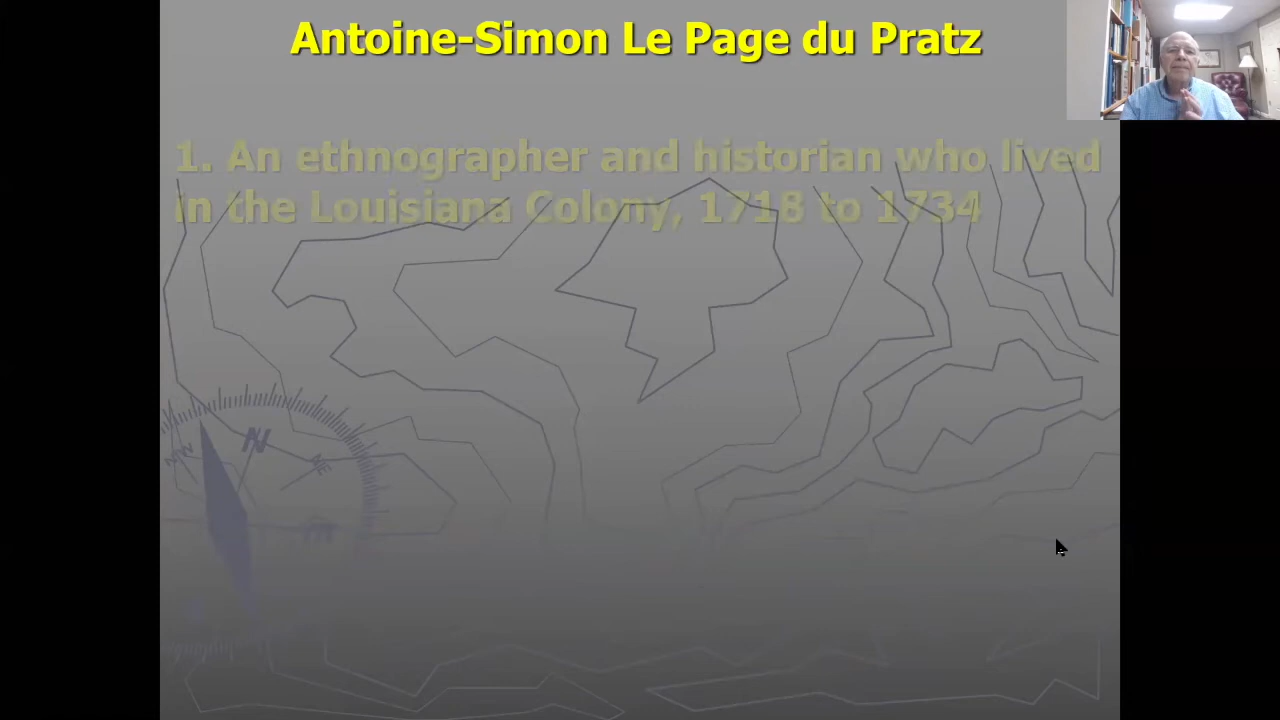 Antoine-Simon Le Page du Pratz
1. An ethnographer and historian who lived
in the Louisiana Colony, 1718 to 1734
N
NE